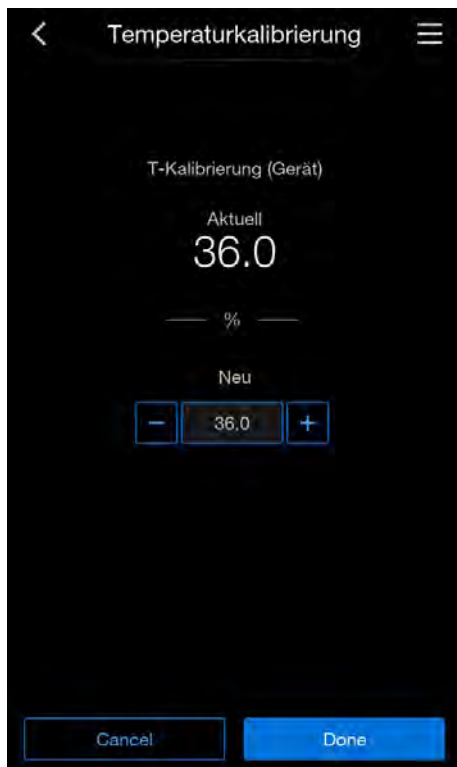 Temperaturkalibrierung
T-Kalibrierung (Gerät)
Aktuell
36.0
%
Neu
− 36.0 +
Cancel Done